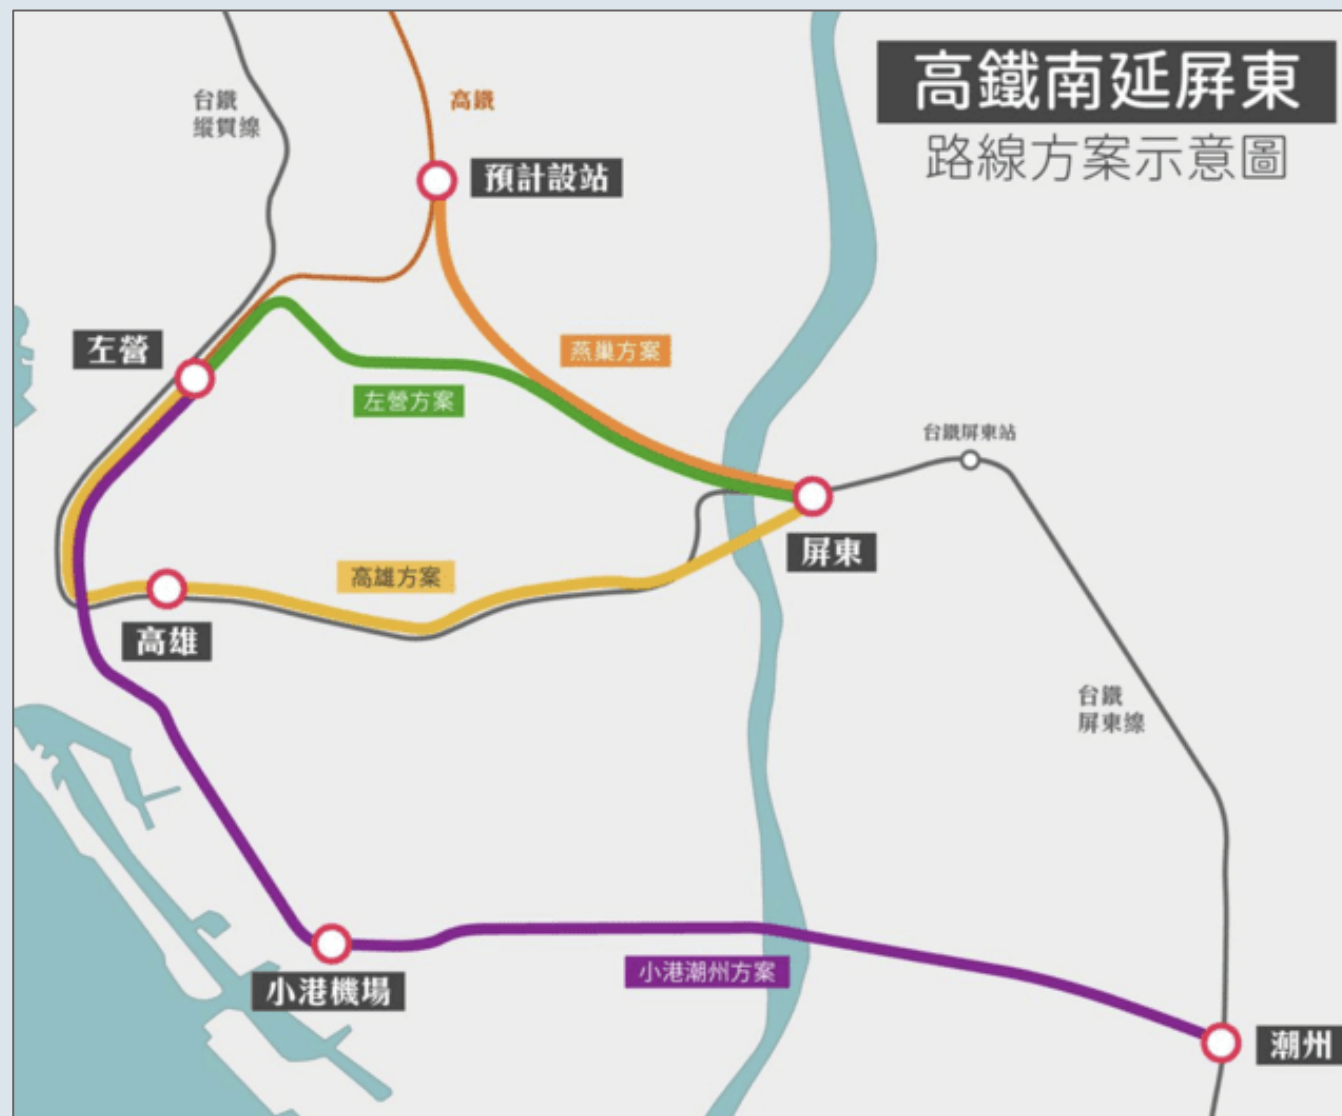 高鐵南延屏東
路線方案示意圖
台鐵
縱貫線
高鐵
預計設站
左營
燕巢方案
左營方案
台鐵屏東站
屏東
高雄方案
高雄
台鐵
屏東線
小港潮州方案
小港機場
潮州